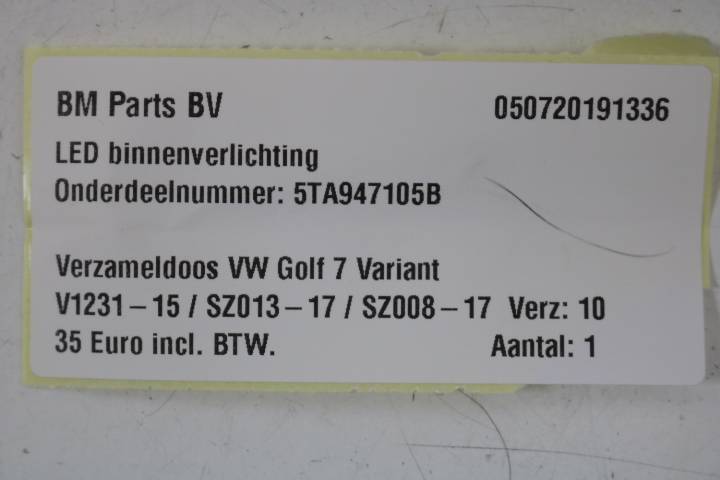 BM Parts BV 050720191336
LED binnenverlichting
Onderdeelnummer: 5TA947105B
Verzameldoos VW Golf 7 Variant
V1231 – 15 / SZ013 – 17 / SZ008 – 17 Verz: 10
35 Euro incl. BTW. Aantal: 1